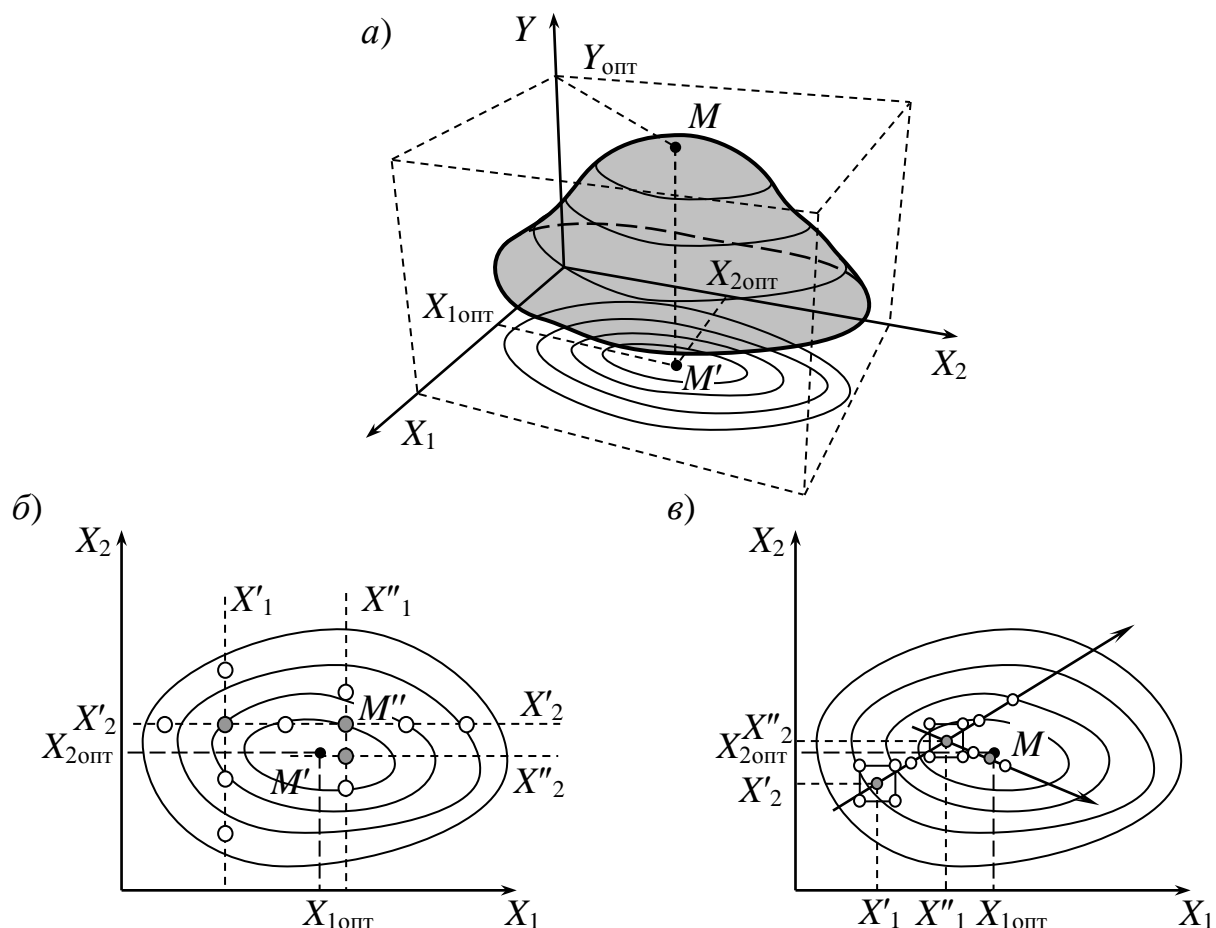 а)
Y
Yопт
M
X2опт
X1опт
M′
X2
X1
б)
X2
X′1
X″1
X′2
M″
X′2
X2опт
M′
X″2
X1опт
X1
в)
X2
X″2
X2опт
M
X′2
X′1
X″1
X1опт
X1